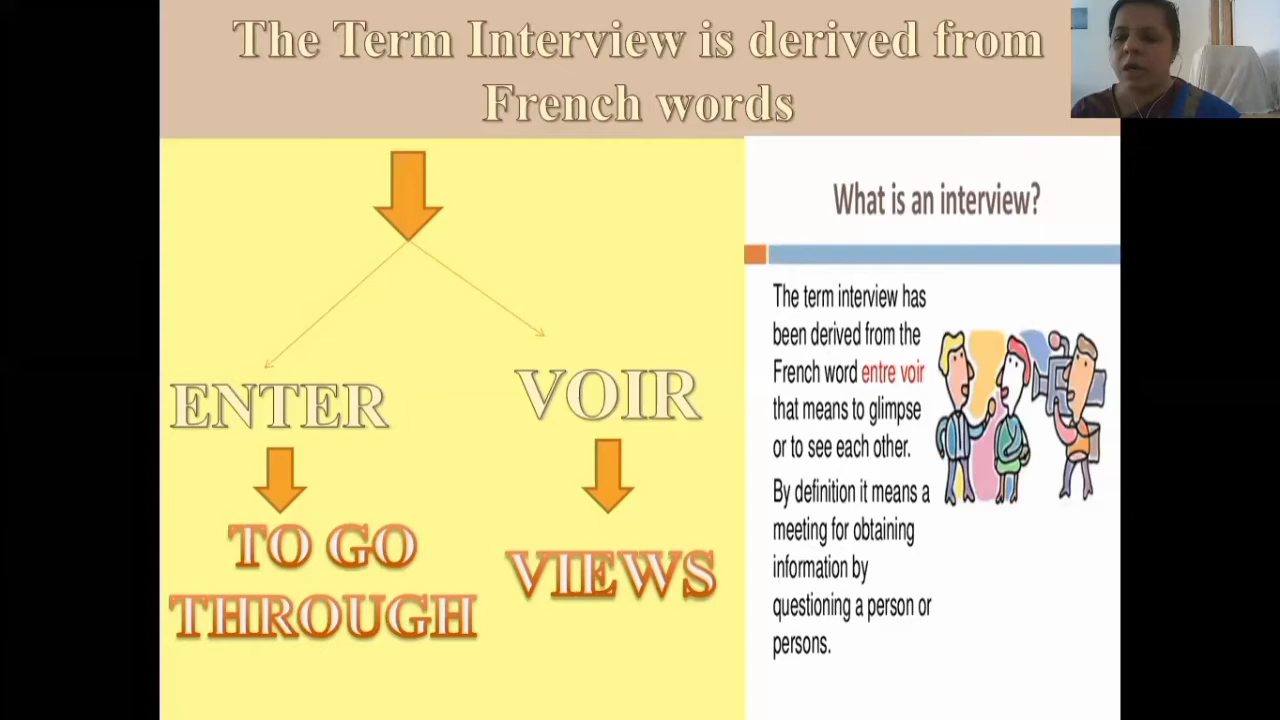 The Term Interview is derived from
French words
ENTER
VOIR
TO GO
THROUGH
VIEWS
What is an interview?
The term interview has
been derived from the
French word entre voir
that means to glimpse
or to see each other.
By definition it means a
meeting for obtaining
information by
questioning a person or
persons.